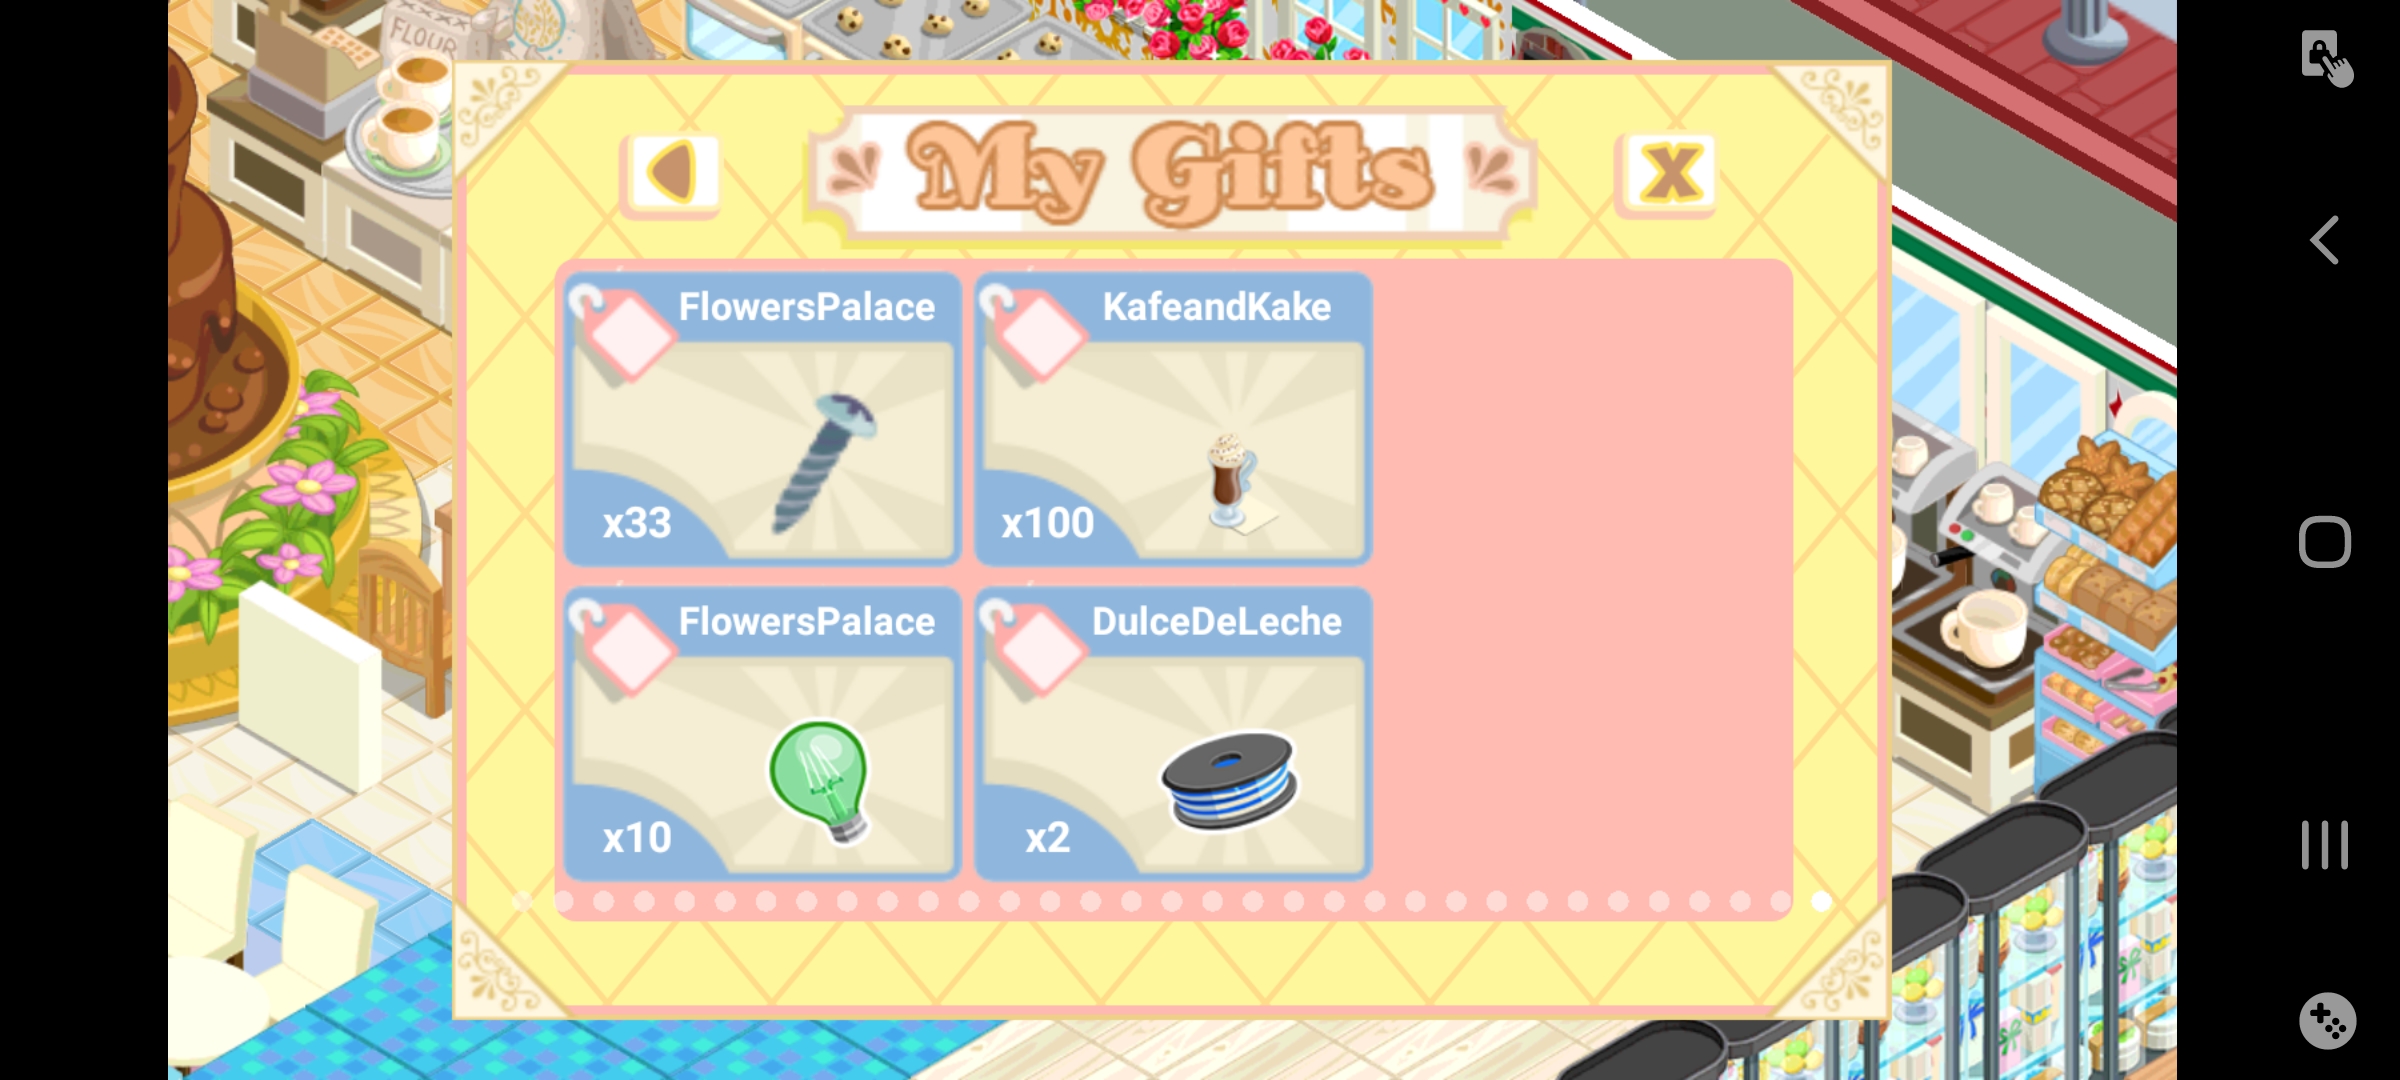 FLOUR
My Gifts
X
FlowersPalace
x33
KafeandKake
x100
FlowersPalace
x10
DulceDeLeche
x2